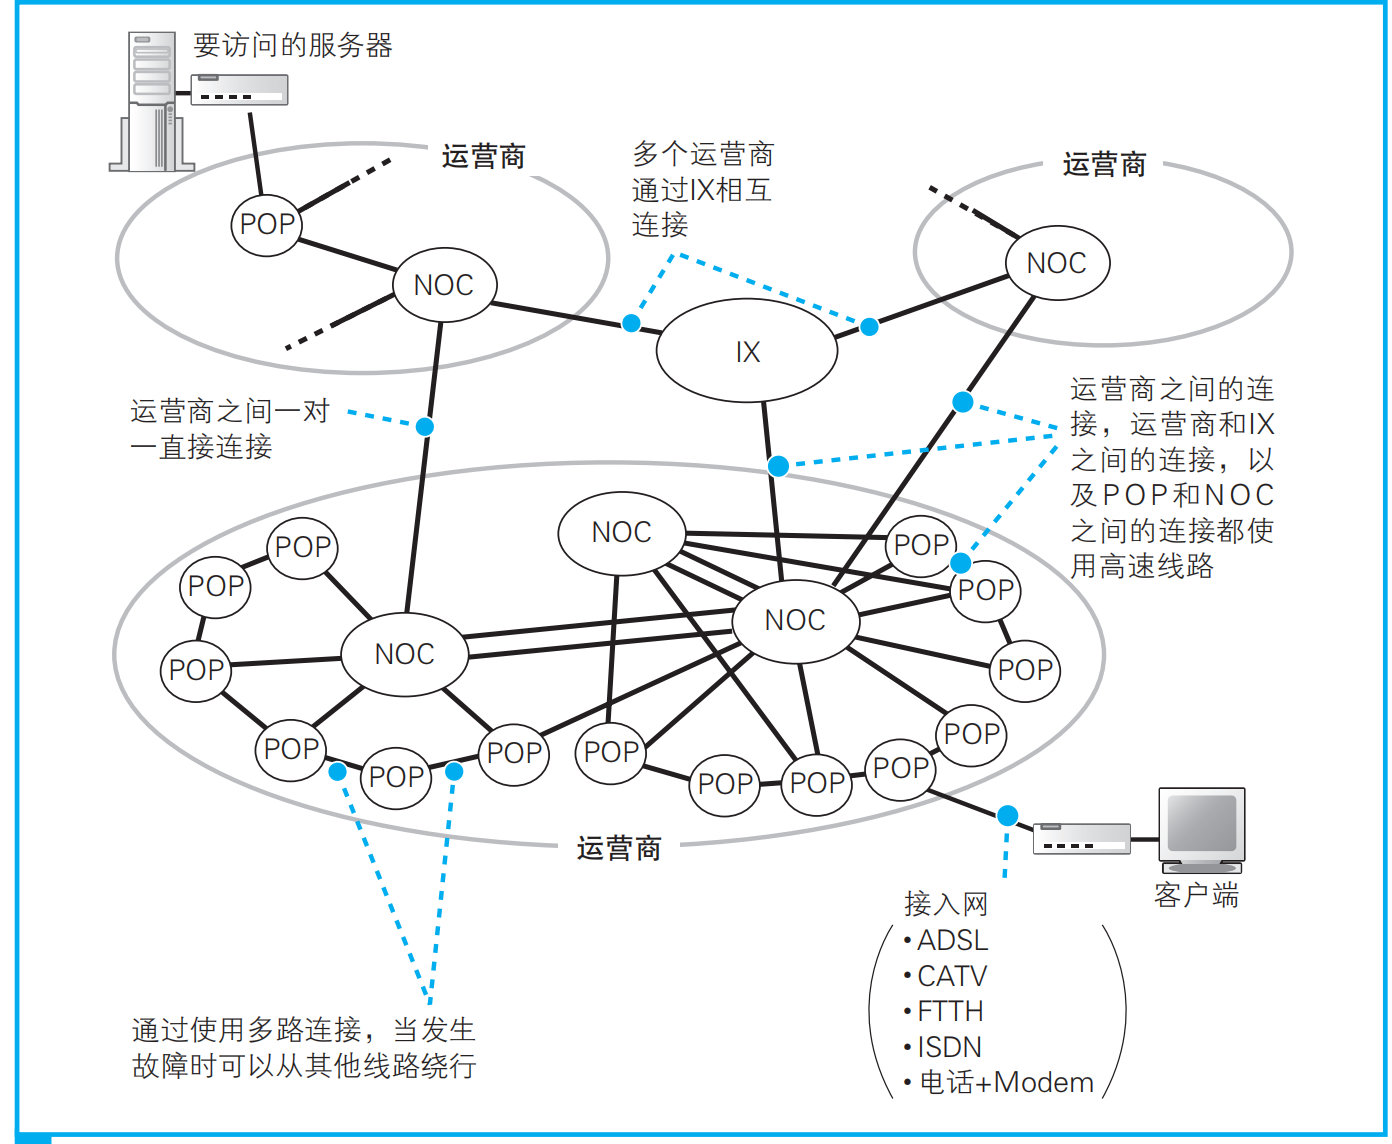 要访问的服务器
运营商
多个运营商
通过IX相互
连接
运营商
POP
NOC
NOC
IX
运营商之间一对
一直接连接
运营商之间的连
接，运营商和IX
之间的连接，以
及POP和NOC
之间的连接都使
用高速线路
NOC
POP
POP
POP
POP
NOC
NOC
POP
POP
POP
POP
POP
POP
POP
POP
POP
POP
POP
运营商
客户端
接入网
•ADSL
•CATV
•FTTH
•ISDN
•电话+Modem
通过使用多路连接，当发生
故障时可以从其他线路绕行